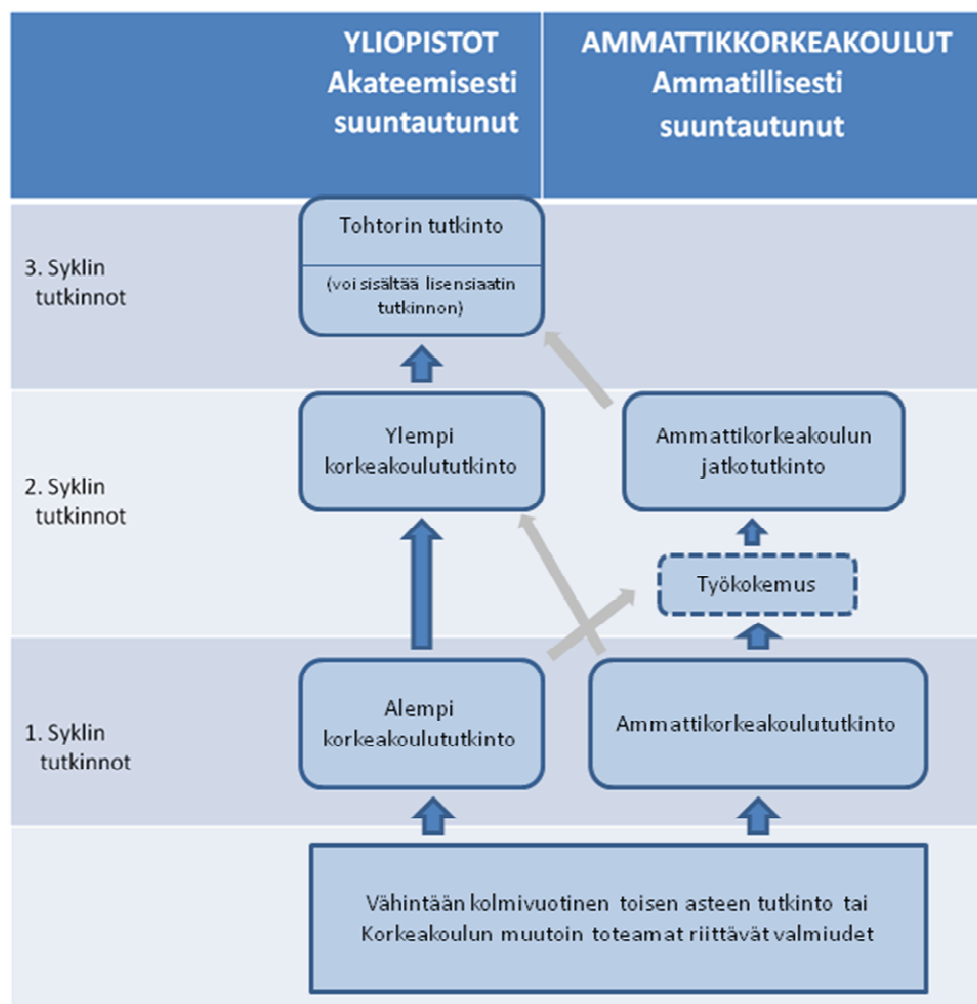 YLIOPISTOT
Akateemisesti
suuntautunut
AMMATTIKKORKEAKOULUT
Ammatillisesti
suuntautunut
3. Syklin
tutkinnot
Tohtorin tutkinto
(voi sisältää lisensiaatin
tutkinnon)
2. Syklin
tutkinnot
Ylempi
korkeakoulututkinto
Ammattikorkeakoulun
jatkotutkinto
Työkokemus
1. Syklin
tutkinnot
Alempi
korkeakoulututkinto
Ammattikorkeakoulututkinto
Vähintään kolmivuotinen toisen asteen tutkinto tai
Korkeakoulun muutoin toteamat riittävät valmiudet